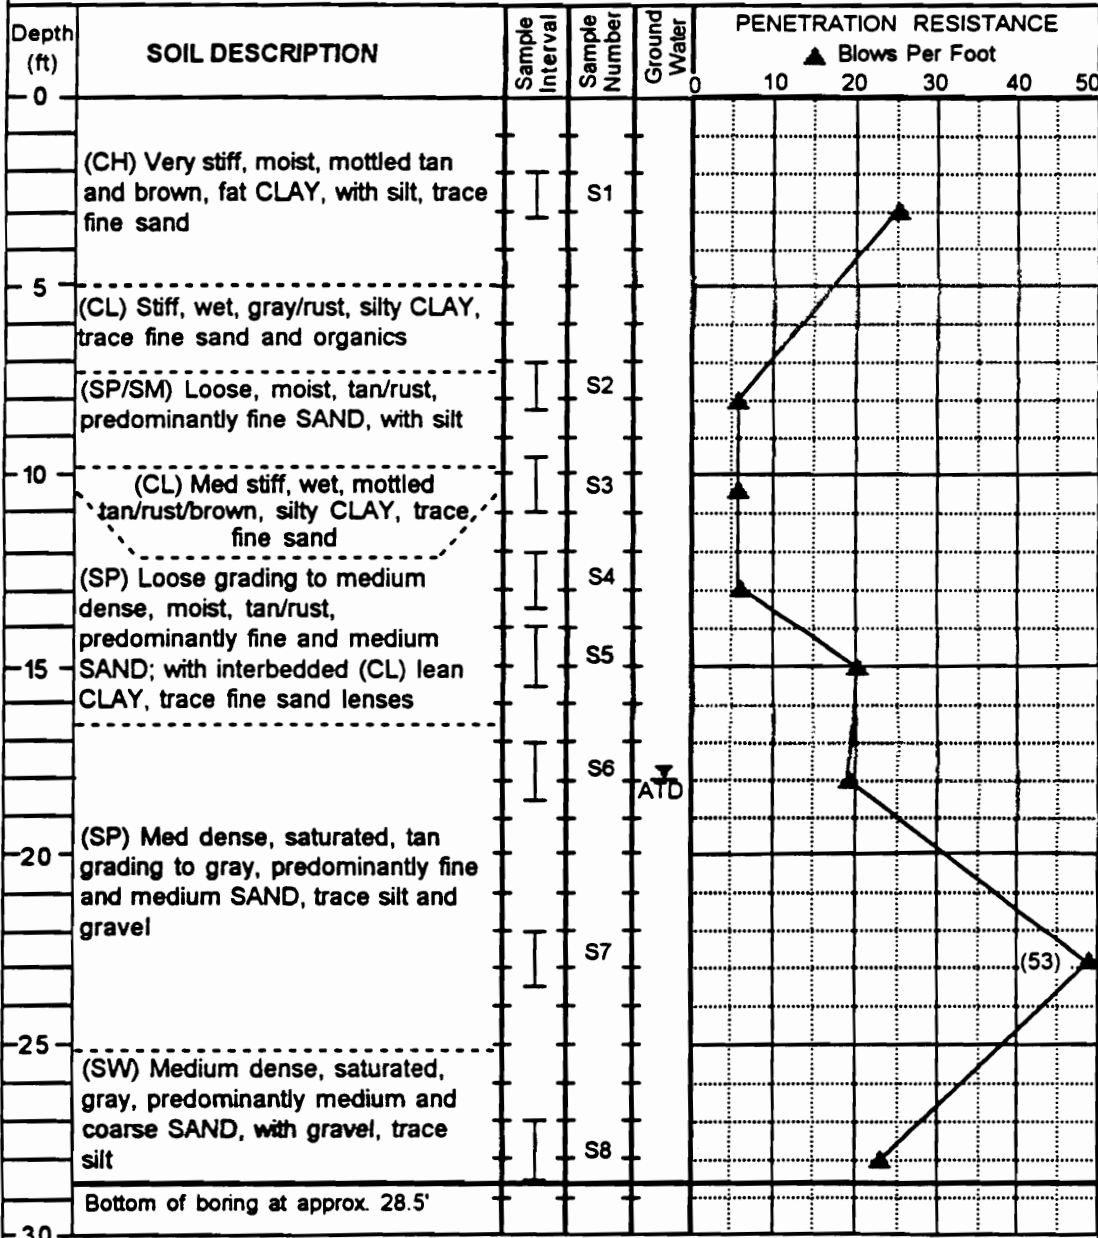 Depth
(ft)
SOIL DESCRIPTION
Sample
Interval
Sample
Number
Ground
Water
PENETRATION RESISTANCE
▲ Blows Per Foot
0 10 20 30 40 50
0
(CH) Very stiff, moist, mottled tan
and brown, fat CLAY, with silt, trace
fine sand
S1
5
(CL) Stiff, wet, gray/rust, silty CLAY,
trace fine sand and organics
(SP/SM) Loose, moist, tan/rust,
predominantly fine SAND, with silt
S2
10
(CL) Med stiff, wet, mottled
tan/rust/brown, silty CLAY, trace
fine sand
S3
(SP) Loose grading to medium
dense, moist, tan/rust,
predominantly fine and medium
SAND; with interbedded (CL) lean
CLAY, trace fine sand lenses
S4
15
S5
S6
ATD
(SP) Med dense, saturated, tan
grading to gray, predominantly fine
and medium SAND, trace silt and
gravel
20
S7
(53)
25
(SW) Medium dense, saturated,
gray, predominantly medium and
coarse SAND, with gravel, trace
silt
S8
Bottom of boring at approx. 28.5'
30